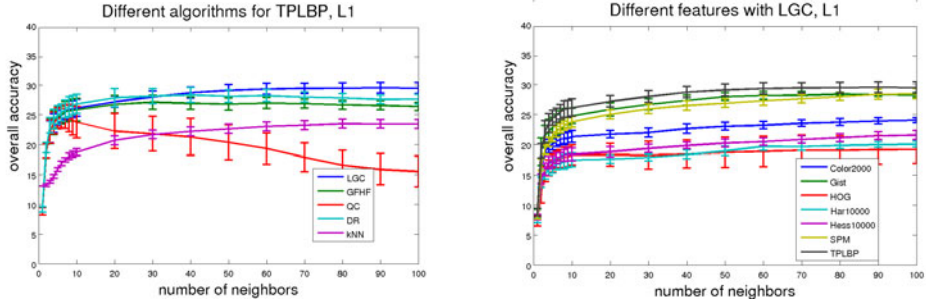 Different algorithms for TPLBP, L1
overall accuracy
40
35
30
25
20
15
10
5
0
0 10 20 30 40 50 60 70 80 90 100
number of neighbors
LGC
GFHF
QC
DR
kNN
Different features with LGC, L1
overall accuracy
40
35
30
25
20
15
10
5
0
0 10 20 30 40 50 60 70 80 90 100
number of neighbors
Color2000
Gist
HOG
Har10000
Hess10000
SPM
TPLBP